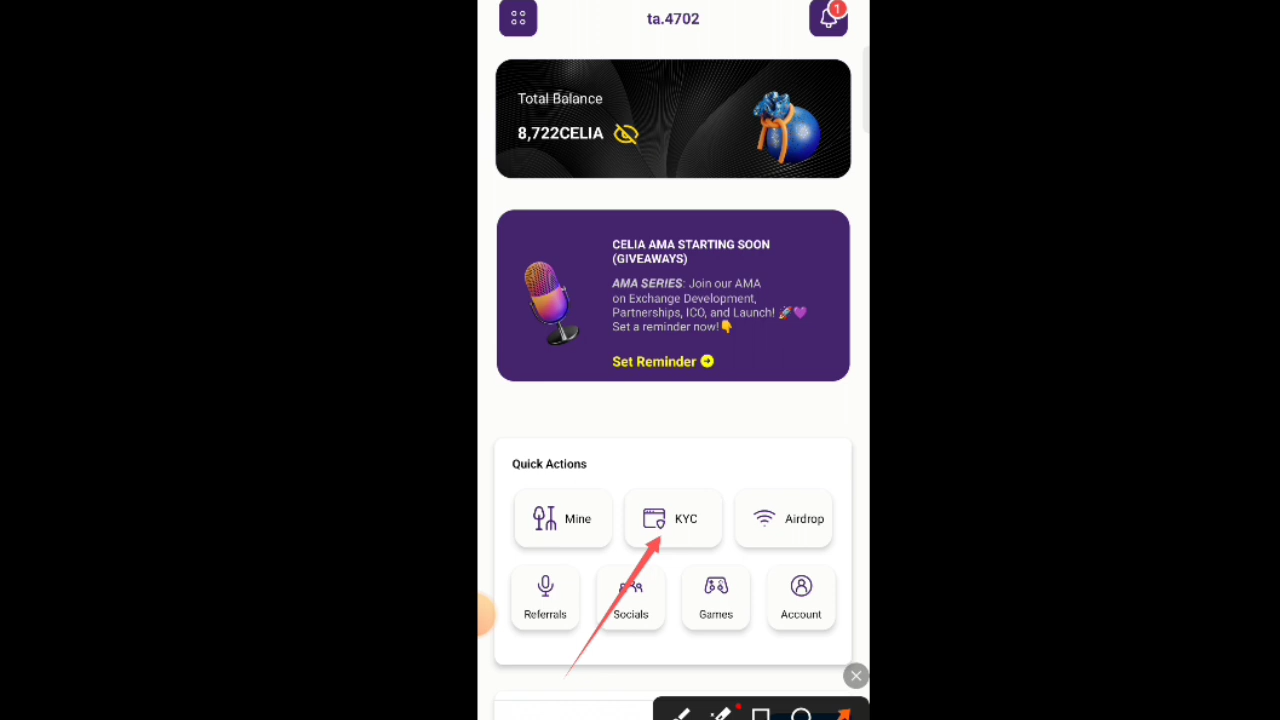 ta.4702
1
Total Balance
8,722CELIA
CELIA AMA STARTING SOON
(GIVEAWAYS)
AMA SERIES: Join our AMA
on Exchange Development,
Partnerships, ICO, and Launch! 🚀💜
Set a reminder now!👇
Set Reminder
Quick Actions
Mine
KYC
Airdrop
Referrals
Socials
Games
Account